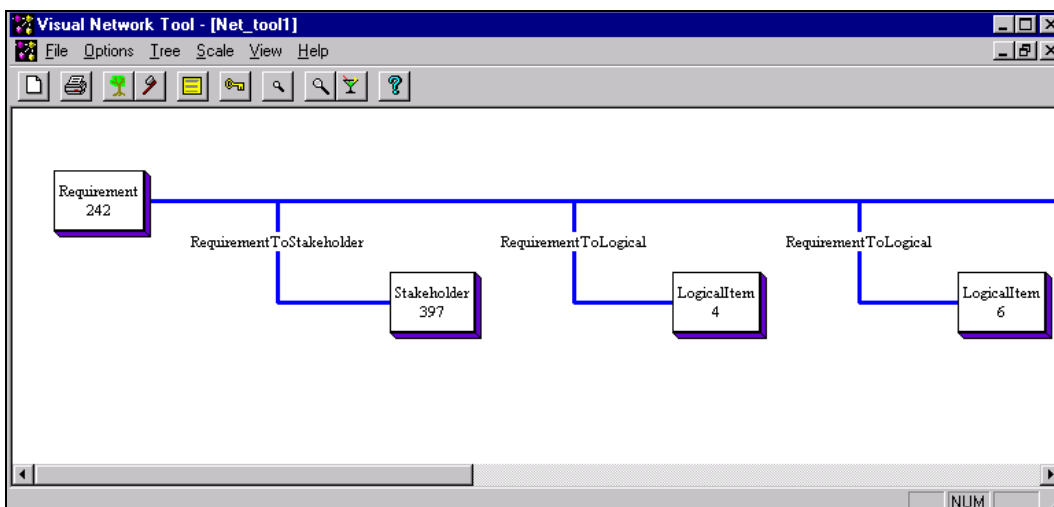 Visual Network Tool - [Net_tool1]
File Options Tree Scale View Help
Requirement
242
RequirementToStakeholder
RequirementToLogical
RequirementToLogical
Stakeholder
397
LogicalItem
4
LogicalItem
6
NUM